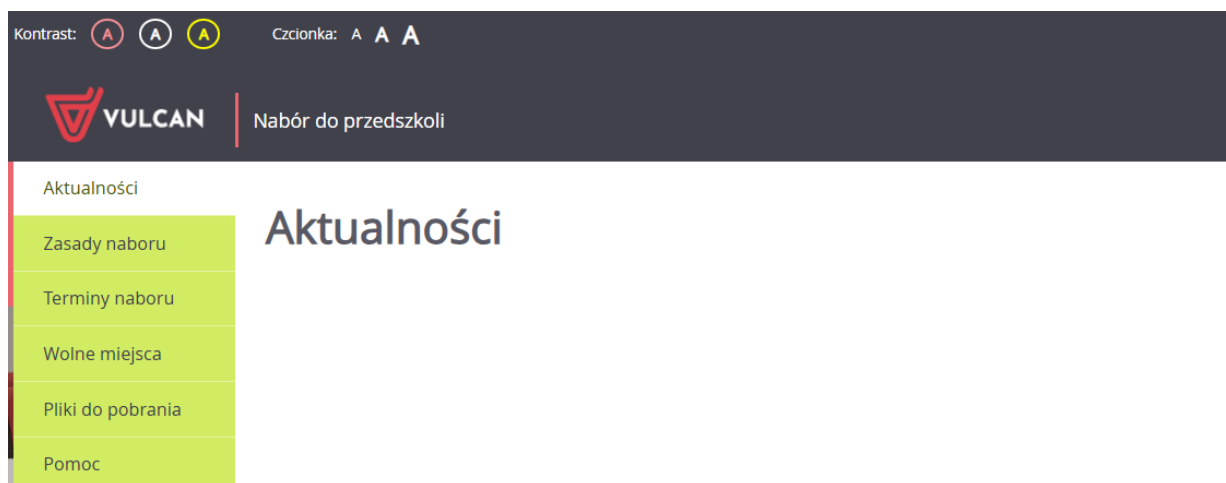 Kontrast: A A A Czcionka: A A A
VULCAN Nabór do przedszkoli
Aktualności
Aktualności
Zasady naboru
Terminy naboru
Wolne miejsca
Pliki do pobrania
Pomoc